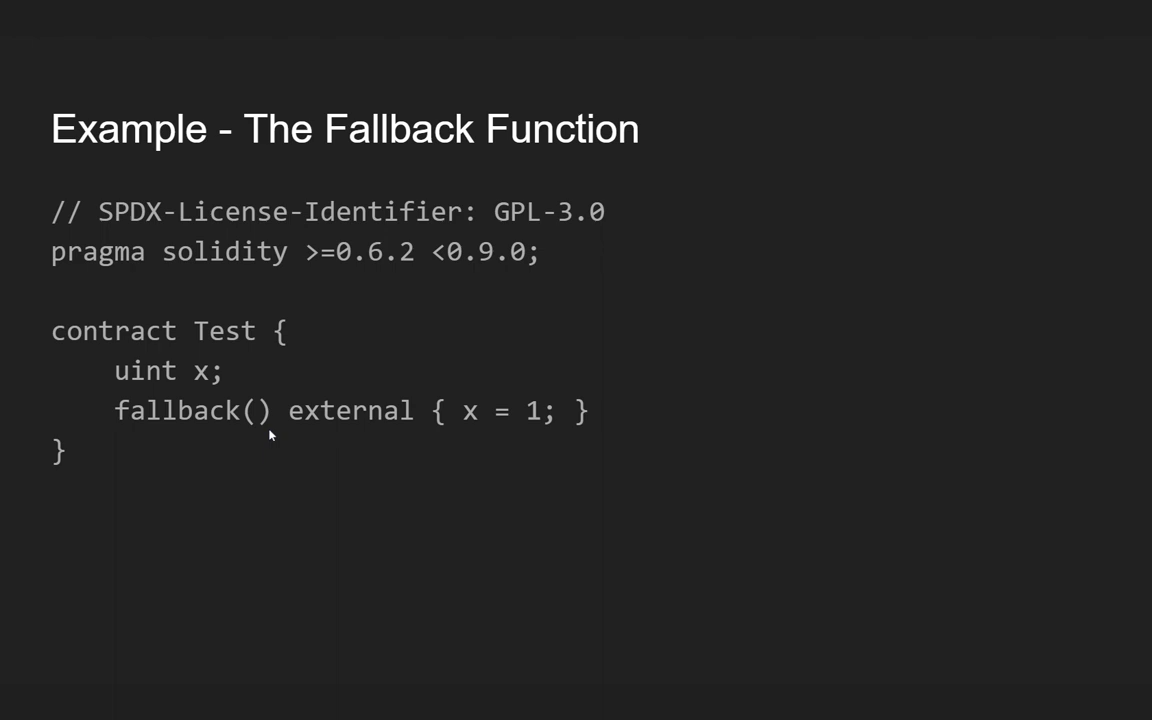 Example - The Fallback Function
// SPDX-License-Identifier: GPL-3.0
pragma solidity >=0.6.2 <0.9.0;
contract Test {
    uint x;
    fallback() external { x = 1; }
}